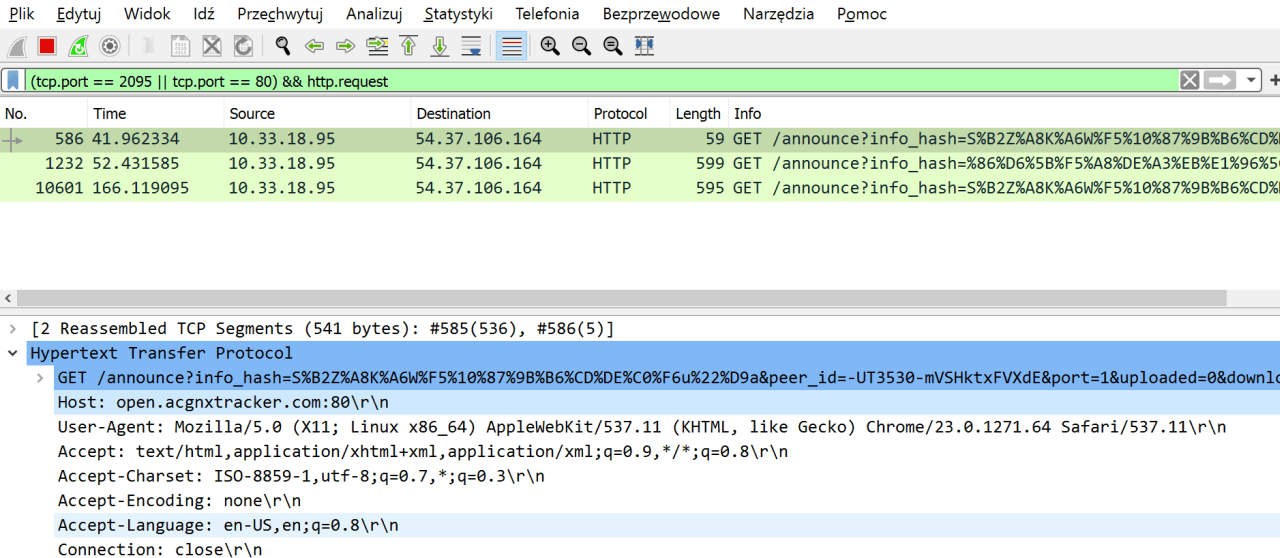 Plik Edytuj Widok Idź Przechwytuj Analizuj Statystyki Telefonia Bezprzewodowe Narzędzia Pomoc
(tcp.port == 2095 || tcp.port == 80) && http.request
No. Time Source Destination Protocol Length Info
586 41.962334 10.33.18.95 54.37.106.164 HTTP 59 GET /announce?info_hash=S%B2Z%A8K%A6W%F5%10%87%9B%B6%CD%
1232 52.431585 10.33.18.95 54.37.106.164 HTTP 599 GET /announce?info_hash=%86%D6%5B%F5%A8%DE%A3%EB%E1%96%5
10601 166.119095 10.33.18.95 54.37.106.164 HTTP 595 GET /announce?info_hash=S%B2Z%A8K%A6W%F5%10%87%9B%B6%CD%
[2 Reassembled TCP Segments (541 bytes): #585(536), #586(5)]
Hypertext Transfer Protocol
GET /announce?info_hash=S%B2Z%A8K%A6W%F5%10%87%9B%B6%CD%DE%C0%F6u%22%D9a&peer_id=-UT3530-mVSHktxFVXdE&port=1&uploaded=0&downlo
Host: open.acgnxtracker.com:80\r\n
User-Agent: Mozilla/5.0 (X11; Linux x86_64) AppleWebKit/537.11 (KHTML, like Gecko) Chrome/23.0.1271.64 Safari/537.11\r\n
Accept: text/html,application/xhtml+xml,application/xml;q=0.9,*/*;q=0.8\r\n
Accept-Charset: ISO-8859-1,utf-8;q=0.7,*;q=0.3\r\n
Accept-Encoding: none\r\n
Accept-Language: en-US,en;q=0.8\r\n
Connection: close\r\n